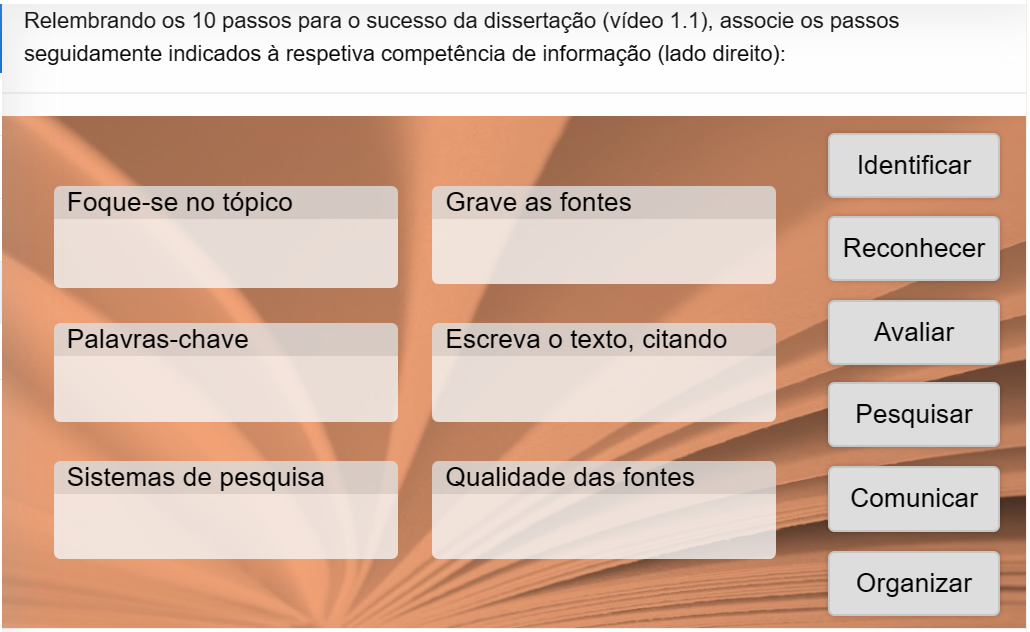 Relembrando os 10 passos para o sucesso da dissertação (vídeo 1.1), associe os passos
seguidamente indicados à respetiva competência de informação (lado direito):
Foque-se no tópico
Grave as fontes
Palavras-chave
Escreva o texto, citando
Sistemas de pesquisa
Qualidade das fontes
Identificar
Reconhecer
Avaliar
Pesquisar
Comunicar
Organizar